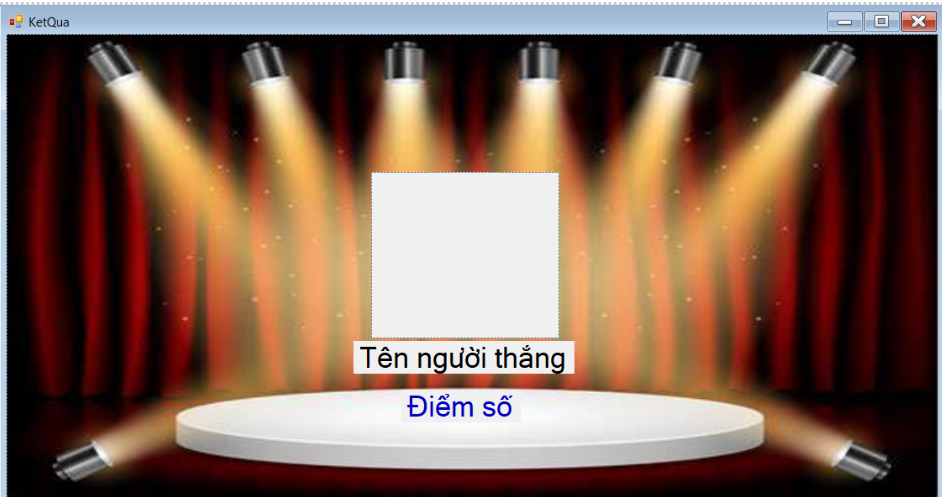 KetQua
Tên người thắng
Điểm số